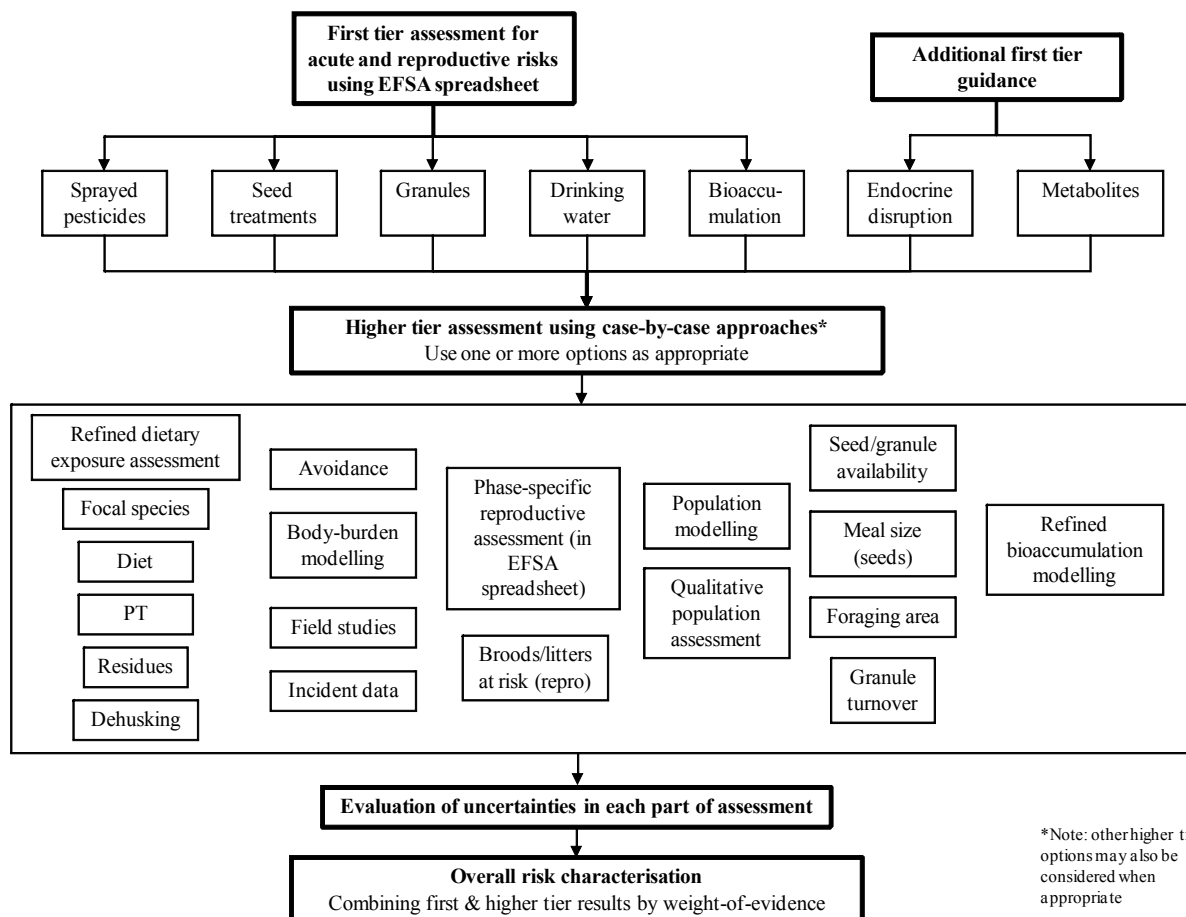 First tier assessment for
acute and reproductive risks
using EFSA spreadsheet
Additional first tier
guidance
Sprayed
pesticides
Seed
treatments
Granules
Drinking
water
Bioaccu-
mulation
Endocrine
disruption
Metabolites
Higher tier assessment using case-by-case approaches*
Use one or more options as appropriate
Refined dietary
exposure assessment
Focal species
Diet
PT
Residues
Dehusking
Avoidance
Body-burden
modelling
Field studies
Incident data
Phase-specific
reproductive
assessment (in
EFSA
spreadsheet)
Broods/litters
at risk (repro)
Population
modelling
Qualitative
population
assessment
Seed/granule
availability
Meal size
(seeds)
Foraging area
Granule
turnover
Refined
bioaccumulation
modelling
Evaluation of uncertainties in each part of assessment
Overall risk characterisation
Combining first & higher tier results by weight-of-evidence
*Note: other higher
options may also be
considered when
appropriate